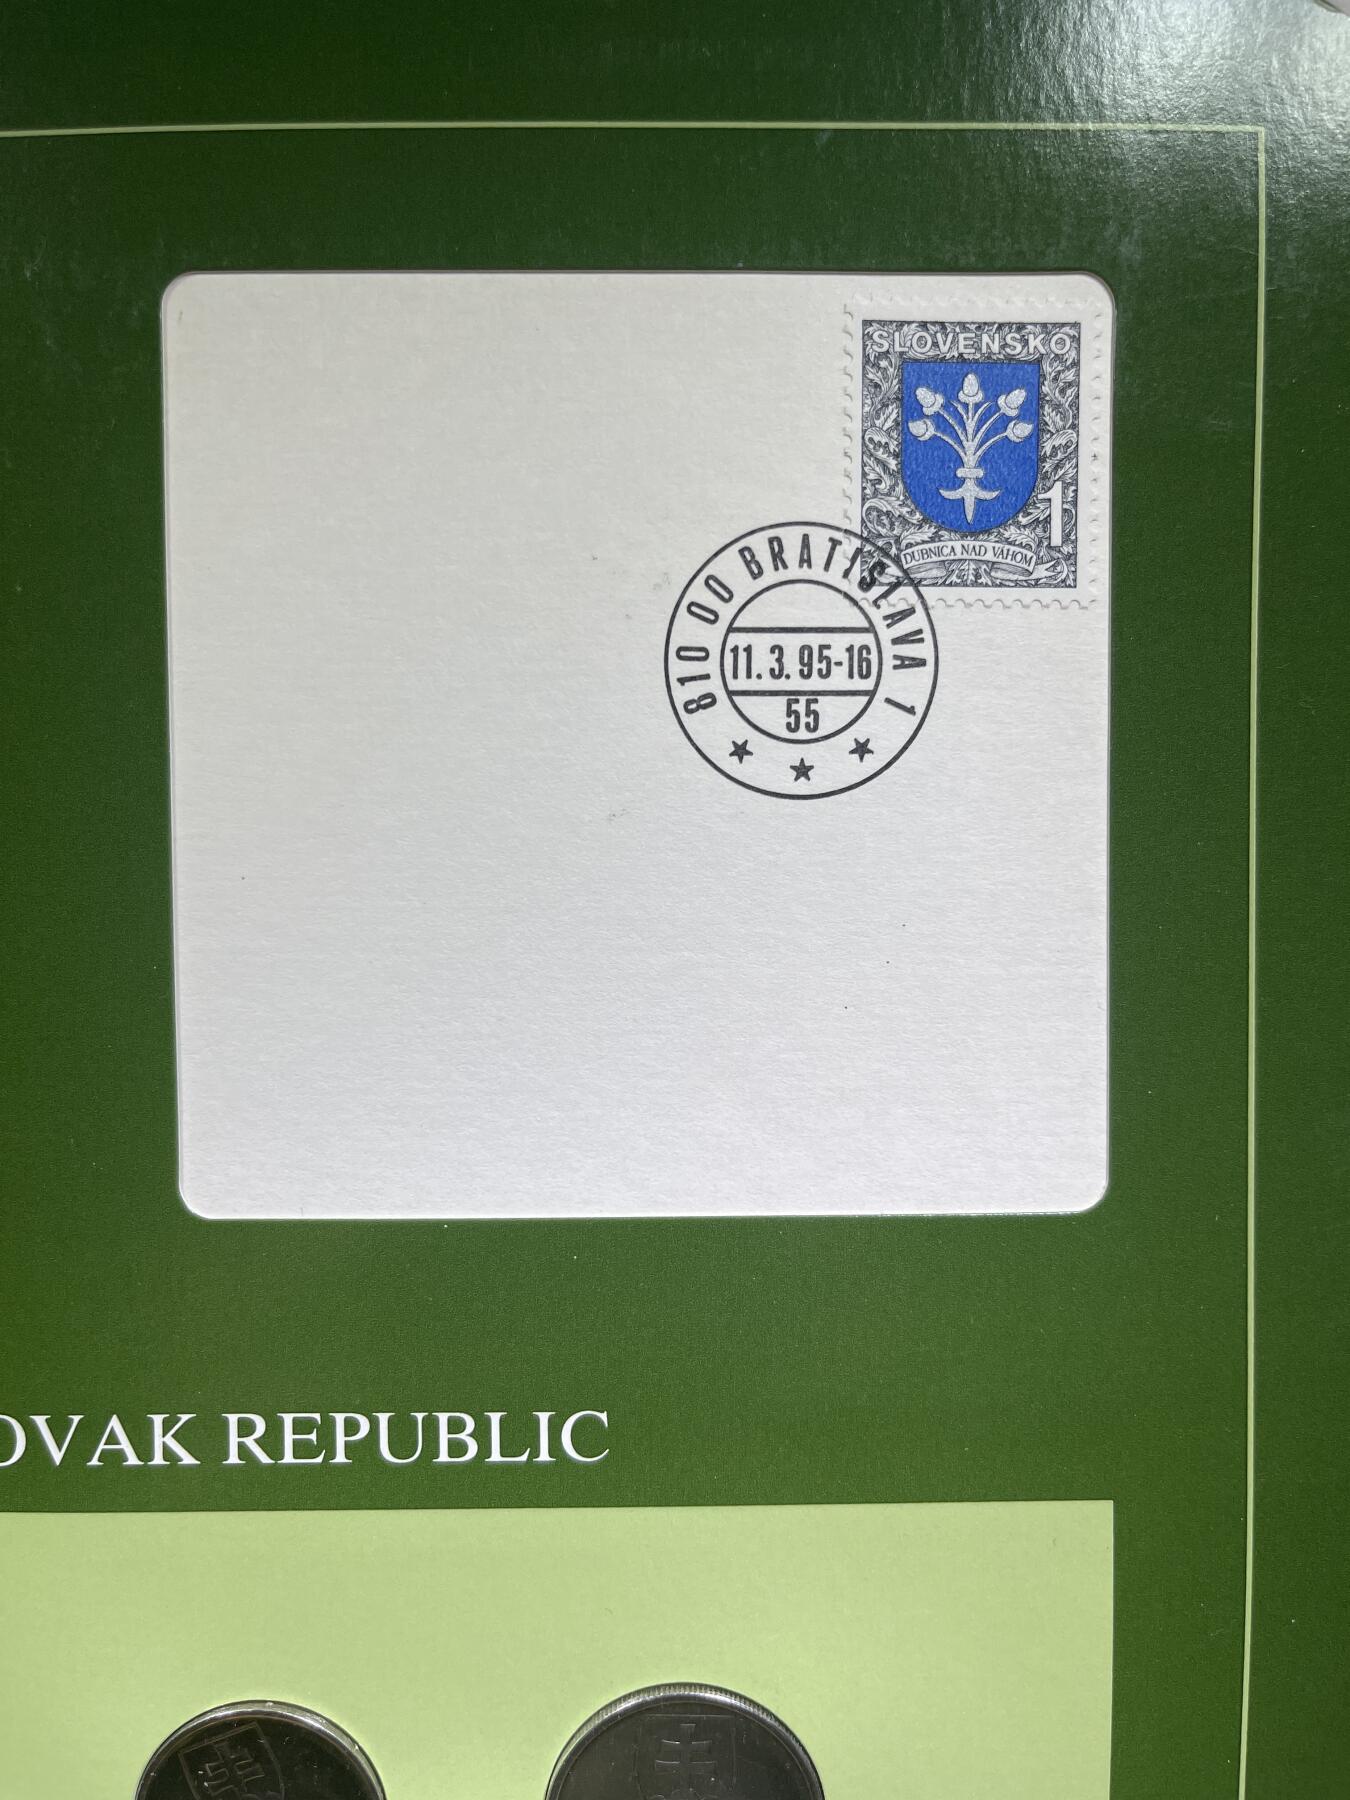 SLOVENSKO
1
DUBNICA NAD VÁHOM
810 00 BRATISLAVA 1
11.3.95-16
55
OVAK REPUBLIC